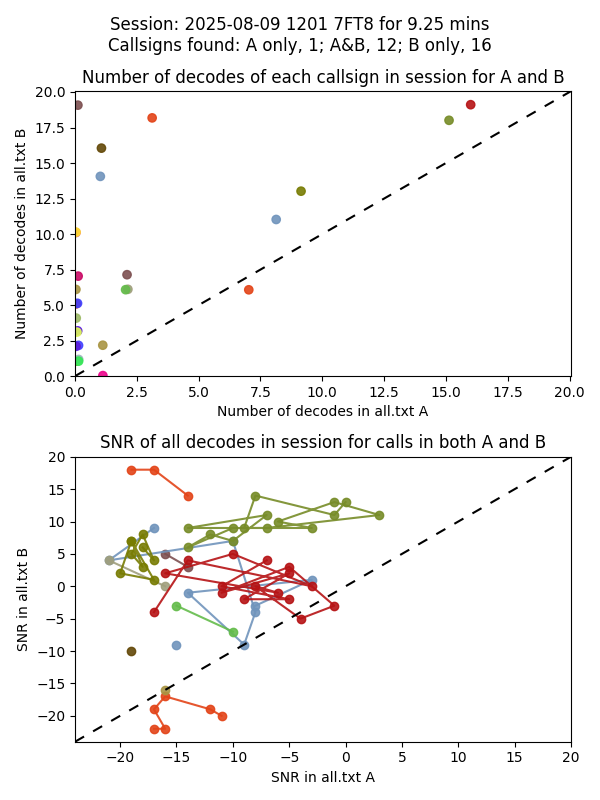 Session: 2025-08-09 1201 7FT8 for 9.25 mins
Callsigns found: A only, 1; A&B, 12; B only, 16
Number of decodes of each callsign in session for A and B
20.0
17.5
15.0
12.5
10.0
7.5
5.0
2.5
0.0
Number of decodes in all.txt B
0.0 2.5 5.0 7.5 10.0 12.5 15.0 17.5 20.0
Number of decodes in all.txt A
SNR of all decodes in session for calls in both A and B
20
15
10
5
0
−5
−10
−15
−20
SNR in all.txt B
−20 −15 −10 −5 0 5 10 15 20
SNR in all.txt A